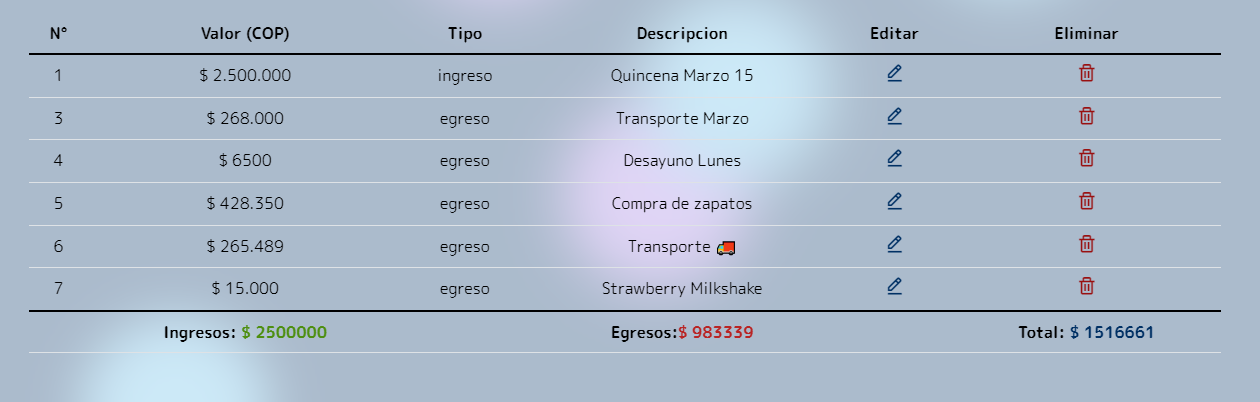 N° Valor (COP) Tipo Descripcion Editar Eliminar
1 $ 2.500.000 ingreso Quincena Marzo 15
3 $ 268.000 egreso Transporte Marzo
4 $ 6500 egreso Desayuno Lunes
5 $ 428.350 egreso Compra de zapatos
6 $ 265.489 egreso Transporte 🚚
7 $ 15.000 egreso Strawberry Milkshake
Ingresos: $ 2500000 Egresos:$ 983339 Total: $ 1516661